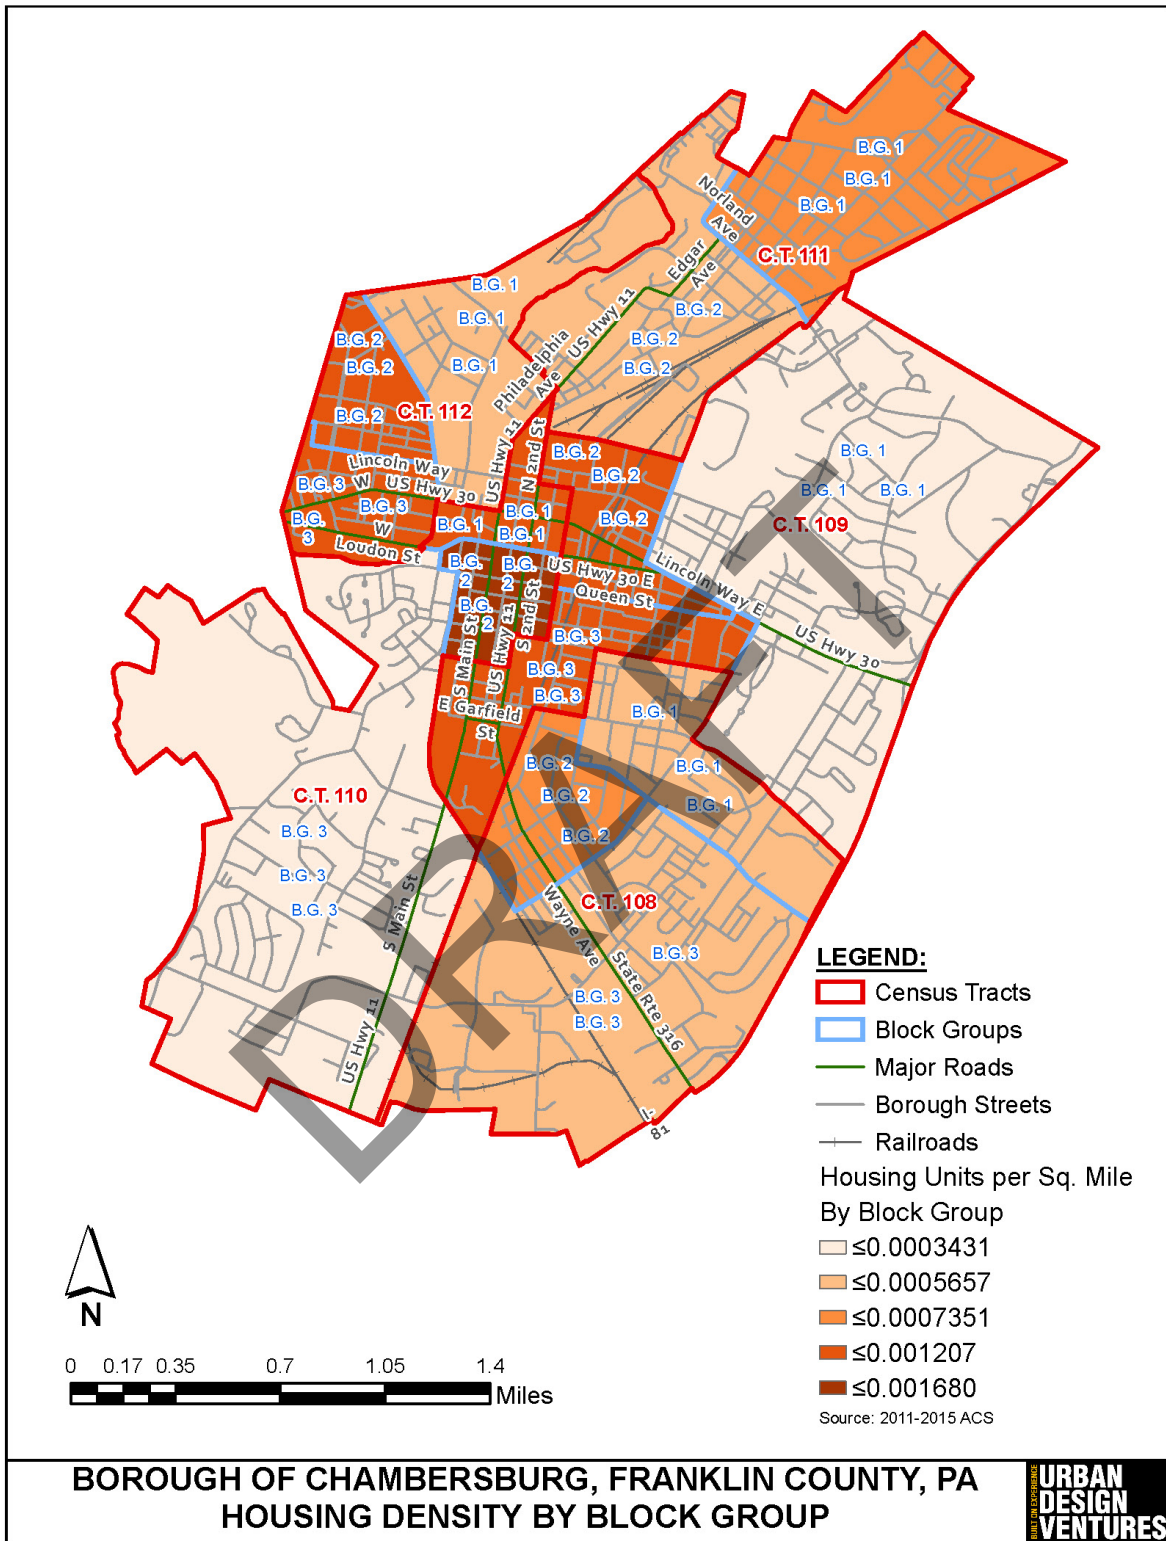 B.G. 1
B.G. 1
B.G. 1
Norland
Ave
C.T. 111
Edgar
Ave
B.G. 1
B.G. 1
B.G. 1
US Hwy 11
Philadelphia
Ave
B.G. 2
B.G. 2
B.G. 2
B.G. 2
B.G. 2
B.G. 2
C.T. 112
US Hwy 11
N 2nd St
Lincoln Way
W
US Hwy 30
B.G. 3
B.G. 3
B.G.
3
W
Loudon St
B.G. 1
B.G. 1
B.G. 1
B.G. 2
B.G. 2
B.G. 2
B.G. 1
B.G. 1
B.G. 1
C.T. 109
B.G.
2
B.G.
2
B.G.
2
US Hwy 30 E
Queen St
Lincoln Way E
US Hwy 30
S Main St
US Hwy 11
S 2nd St
B.G. 3
B.G. 3
B.G. 3
E Garfield
St
B.G. 1
B.G. 1
B.G. 1
B.G. 2
B.G. 2
B.G. 2
C.T. 110
B.G. 3
B.G. 3
B.G. 3
S Main St
US Hwy 11
C.T. 108
Wayne Ave
State Rte 316
B.G. 3
B.G. 3
B.G. 3
I-
81
DRAFT
LEGEND:
Census Tracts
Block Groups
Major Roads
Borough Streets
Railroads
Housing Units per Sq. Mile
By Block Group
≤0.0003431
≤0.0005657
≤0.0007351
≤0.001207
≤0.001680
Source: 2011-2015 ACS
N
0 0.17 0.35 0.7 1.05 1.4
Miles
BOROUGH OF CHAMBERSBURG, FRANKLIN COUNTY, PA
HOUSING DENSITY BY BLOCK GROUP
BUILT ON EXPERIENCE
URBAN
DESIGN
VENTURES